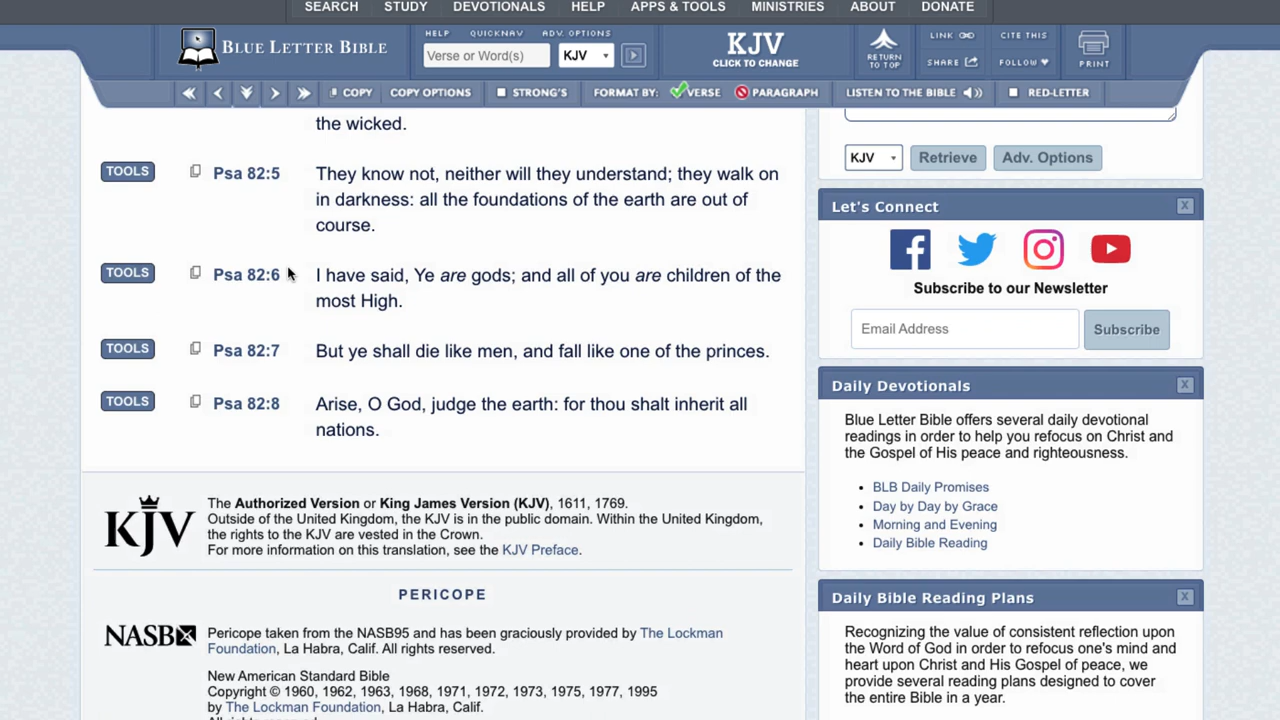 SEARCH STUDY DEVOTIONALS HELP APPS & TOOLS MINISTRIES ABOUT DONATE
BLUE LETTER BIBLE
HELP QUICKNAV ADV. OPTIONS
Verse or Word(s) KJV
KJV
CLICK TO CHANGE
RETURN
TO TOP
LINK CITE THIS
SHARE FOLLOW
PRINT
COPY COPY OPTIONS STRONG'S FORMAT BY: VERSE PARAGRAPH LISTEN TO THE BIBLE RED-LETTER
the wicked.
TOOLS Psa 82:5 They know not, neither will they understand; they walk on
in darkness: all the foundations of the earth are out of
course.
TOOLS Psa 82:6 I have said, Ye are gods; and all of you are children of the
most High.
TOOLS Psa 82:7 But ye shall die like men, and fall like one of the princes.
TOOLS Psa 82:8 Arise, O God, judge the earth: for thou shalt inherit all
nations.
KJV
The Authorized Version or King James Version (KJV), 1611, 1769.
Outside of the United Kingdom, the KJV is in the public domain. Within the United Kingdom,
the rights to the KJV are vested in the Crown.
For more information on this translation, see the KJV Preface.
PERICOPE
NASB
Pericope taken from the NASB95 and has been graciously provided by The Lockman
Foundation, La Habra, Calif. All rights reserved.
New American Standard Bible
Copyright © 1960, 1962, 1963, 1968, 1971, 1972, 1973, 1975, 1977, 1995
by The Lockman Foundation, La Habra, Calif.
All rights reserved
KJV Retrieve Adv. Options
Let's Connect X
Subscribe to our Newsletter
Email Address Subscribe
Daily Devotionals X
Blue Letter Bible offers several daily devotional
readings in order to help you refocus on Christ and
the Gospel of His peace and righteousness.
BLB Daily Promises
Day by Day by Grace
Morning and Evening
Daily Bible Reading
Daily Bible Reading Plans X
Recognizing the value of consistent reflection upon
the Word of God in order to refocus one's mind and
heart upon Christ and His Gospel of peace, we
provide several reading plans designed to cover
the entire Bible in a year.